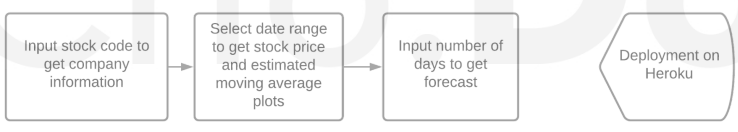 Input stock code to
get company
information
Select date range
to get stock price
and estimated
moving average
plots
Input number of
days to get
forecast
Deployment on
Heroku